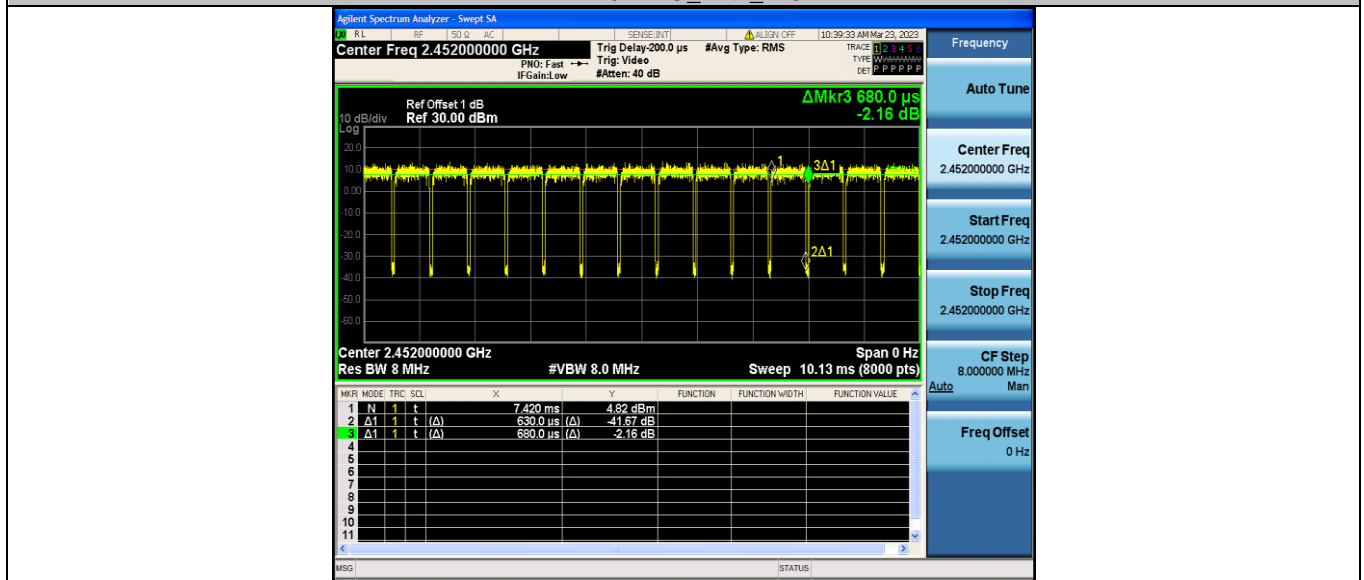 Agilent Spectrum Analyzer - Swept SA
RL RF 50 Ω AC SENSE:INT ALIGN OFF 10:39:33 AM Mar 23, 2023
Center Freq 2.452000000 GHz
PNO: Fast
IFGain:Low
Trig Delay-200.0 µs
Trig: Video
#Atten: 40 dB
#Avg Type: RMS
TRACE 1 2 3 4 5 6
TYPE W
DET P P P P P P
Frequency
ΔMkr3 680.0 µs
-2.16 dB
Ref Offset 1 dB
10 dB/div Ref 30.00 dBm
Log
20.0
10.0
0.00
-10.0
-20.0
-30.0
-40.0
-50.0
-60.0
1
3Δ1
2Δ1
Center 2.452000000 GHz Span 0 Hz
Res BW 8 MHz #VBW 8.0 MHz Sweep 10.13 ms (8000 pts)
MKR MODE TRC SCL X Y FUNCTION FUNCTION WIDTH FUNCTION VALUE
1 N 1 t 7.420 ms 4.82 dBm
2 Δ1 1 t (Δ) 630.0 µs (Δ) -41.67 dB
3 Δ1 1 t (Δ) 680.0 µs (Δ) -2.16 dB
4
5
6
7
8
9
10
11
MSG STATUS
Auto Tune
Center Freq
2.452000000 GHz
Start Freq
2.452000000 GHz
Stop Freq
2.452000000 GHz
CF Step
8.000000 MHz
Auto Man
Freq Offset
0 Hz